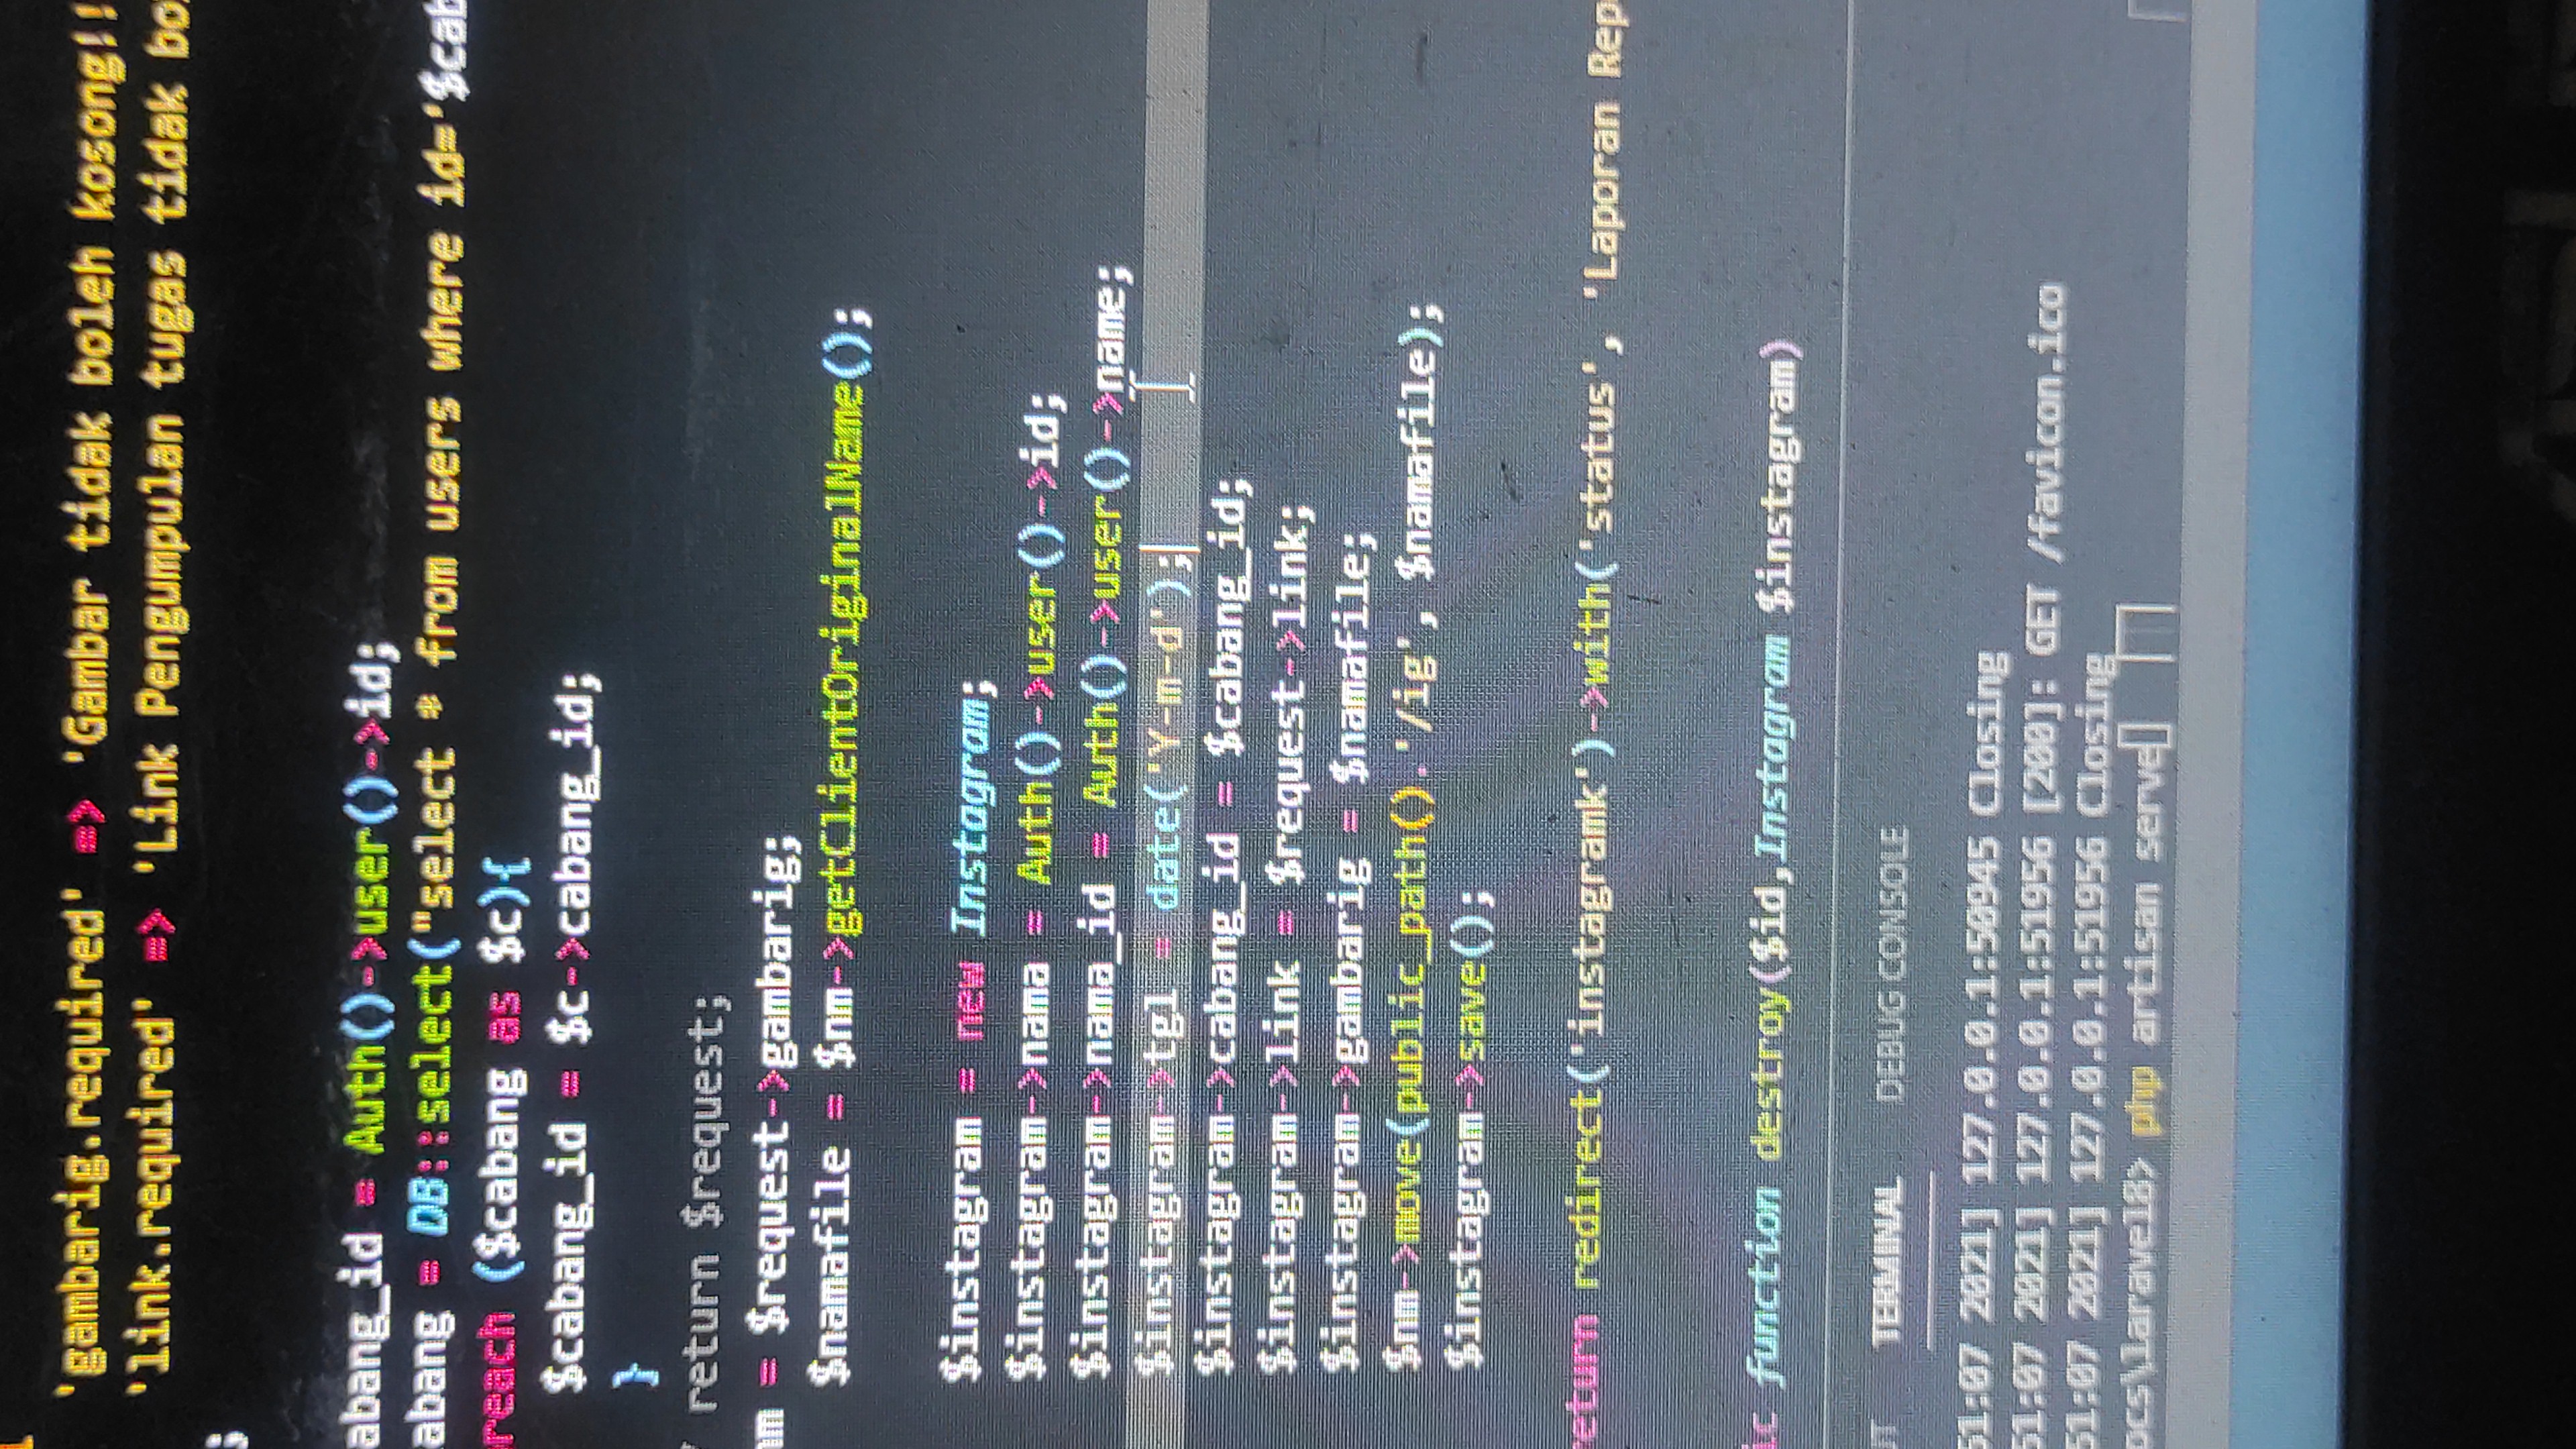 'gambarig.required' => 'Gambar tidak boleh kosong!!
'link.required' => 'Link Pengumpulan tugas tidak bo
;
abang_id = Auth()->user()->id;
abang = DB::select("select * from users where id='$cab
reach ($cabang as $c){
$cabang_id = $c->cabang_id;
}
/ return $request;
nm = $request->gambarig;
$namafile = $nm->getClientOriginalName();
$instagram = new Instagram;
$instagram->nama = Auth()->user()->id;
$instagram->nama_id = Auth()->user()->name;
$instagram->tgl = date('Y-m-d');
$instagram->cabang_id = $cabang_id;
$instagram->link = $request->link;
$instagram->gambarig = $namafile;
$nm->move(public_path().'/ig', $namafile);
$instagram->save();
return redirect('instagramk')->with('status', 'Laporan Rep
ic function destroy($id,Instagram $instagram)
UT TERMINAL DEBUG CONSOLE
51:07 2021] 127.0.0.1:50945 Closing
51:07 2021] 127.0.0.1:51956 [200]: GET /favicon.ico
51:07 2021] 127.0.0.1:51956 Closing
ocs\laravel8> php artisan serve